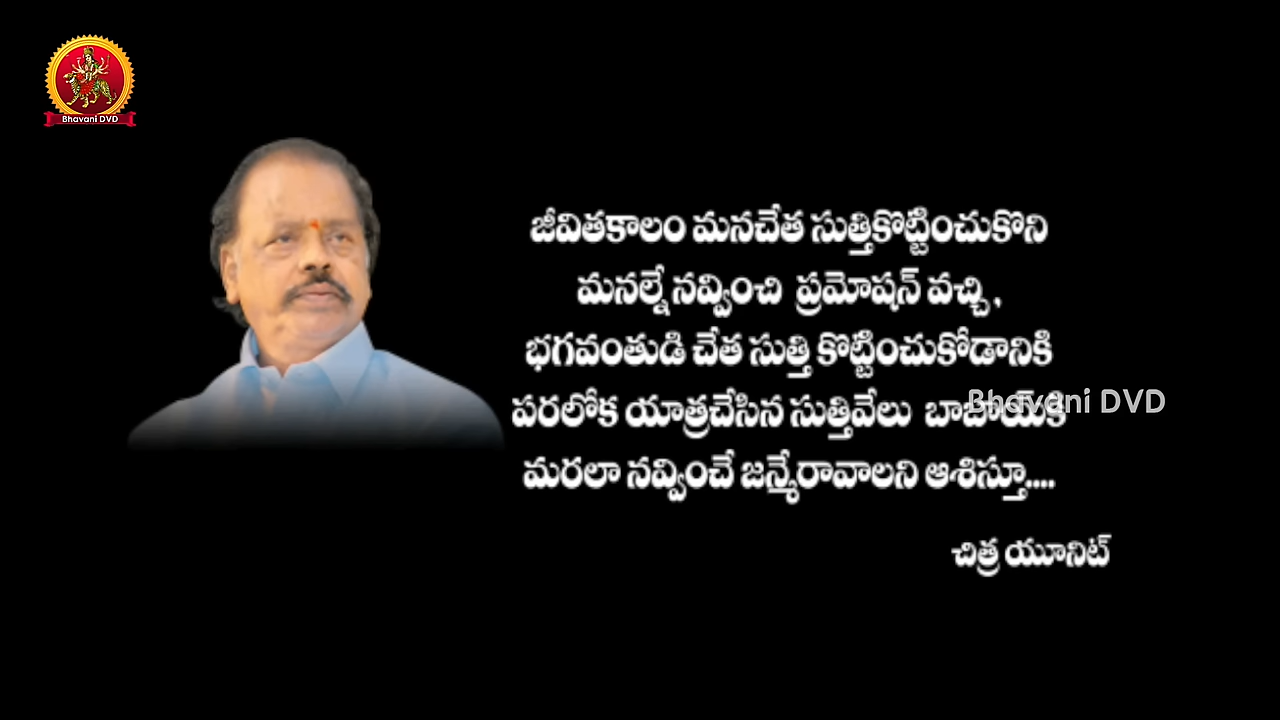 Bhavani DVD
జీవితకాలం మనచేత సుత్తికొట్టించుకొని
మనల్నే నవ్వించి ప్రమోషన్ వచ్చి,
భగవంతుడి చేత సుత్తి కొట్టించుకోడానికి
పరలోక యాత్రచేసిన సుత్తివేలు బాబాయ్‌కి
Bhavani DVD
మరలా నవ్వించే జన్మేరావాలని ఆశిస్తూ....
చిత్ర యూనిట్